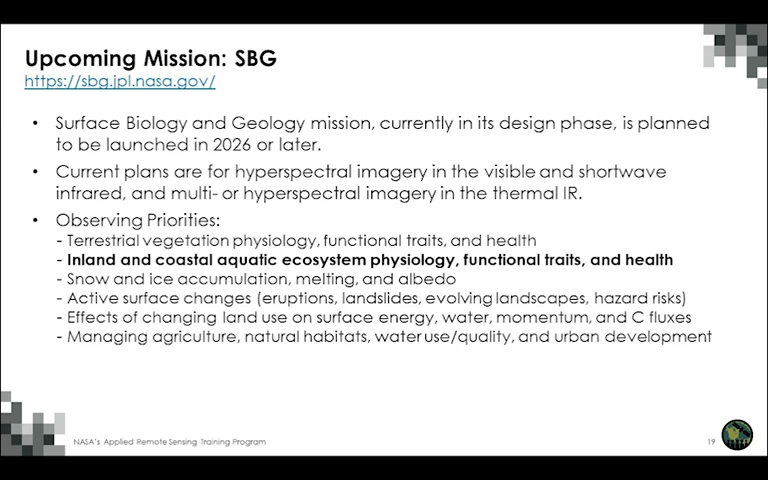 Upcoming Mission: SBG
https://sbg.jpl.nasa.gov/
• Surface Biology and Geology mission, currently in its design phase, is planned
to be launched in 2026 or later.
• Current plans are for hyperspectral imagery in the visible and shortwave
infrared, and multi- or hyperspectral imagery in the thermal IR.
• Observing Priorities:
- Terrestrial vegetation physiology, functional traits, and health
- Inland and coastal aquatic ecosystem physiology, functional traits, and health
- Snow and ice accumulation, melting, and albedo
- Active surface changes (eruptions, landslides, evolving landscapes, hazard risks)
- Effects of changing land use on surface energy, water, momentum, and C fluxes
- Managing agriculture, natural habitats, water use/quality, and urban development
NASA's Applied Remote Sensing Training Program
19